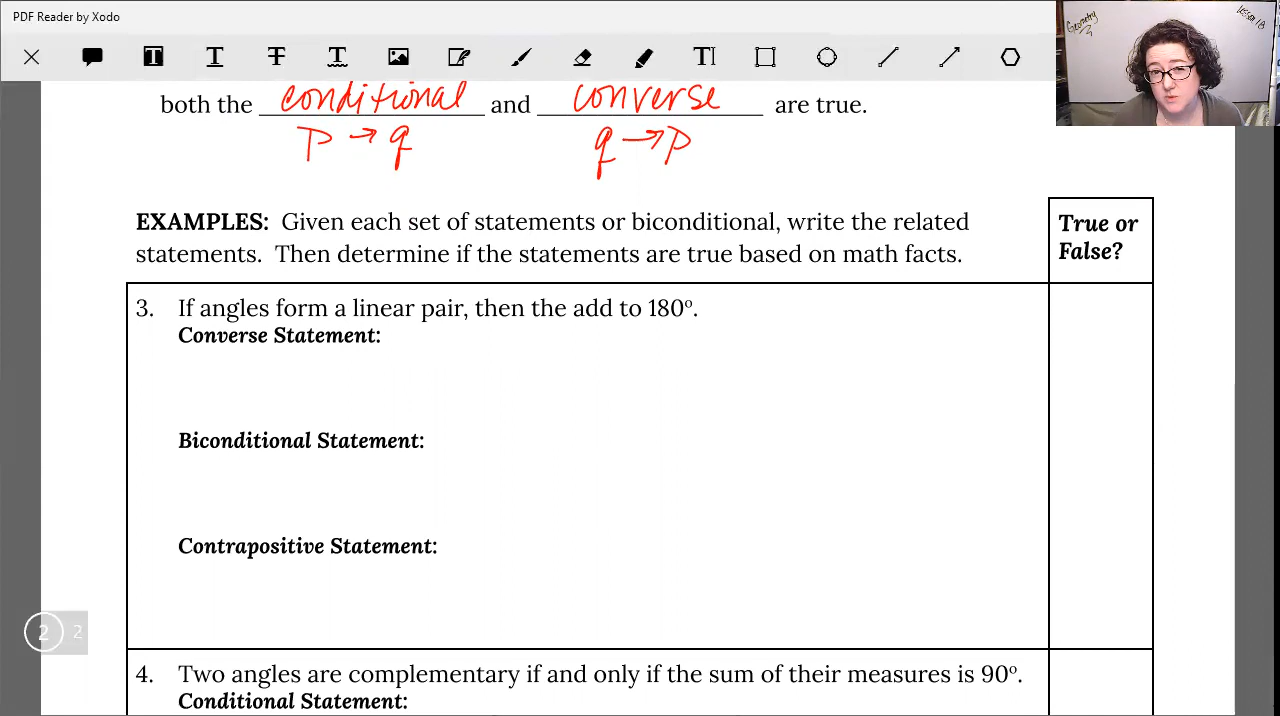 PDF Reader by Xodo
Geometry
Lesson 1B
both the conditional and converse are true.
p → q q → p
EXAMPLES: Given each set of statements or biconditional, write the related
statements. Then determine if the statements are true based on math facts.
True or
False?
3. If angles form a linear pair, then the add to 180º.
Converse Statement:
Biconditional Statement:
Contrapositive Statement:
2 2
4. Two angles are complementary if and only if the sum of their measures is 90º.
Conditional Statement: